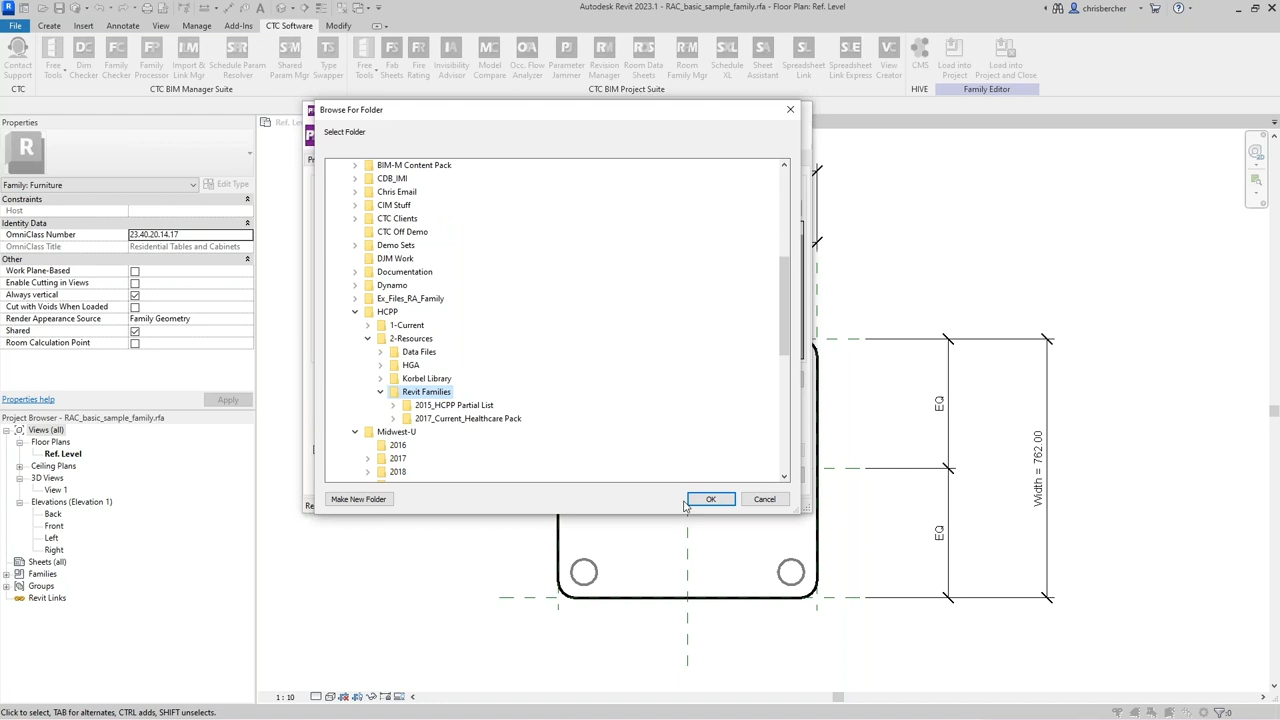 Autodesk Revit 2023.1 - RAC_basic_sample_family.rfa - Floor Plan: Ref. Level
chrisbercher
File Create Insert Annotate View Manage Add-Ins CTC Software Modify
Contact Support
Free Tools
Dim Checker
Family Checker
Family Processor
Import & Linker
Schedule Param Resolver
Shared Param Mgr
Type Swapper
Free Tools
Fab Sheets
Fire Rating
Invisibility Advisor
Model Compare
Occ. Flow Analyzer
Parameter Jammer
Revision Manager
Room Data Sheets
Room Family Mgr
Schedule XL
Sheet Assistant
Spreadsheet Link
Spreadsheet Link Express
View Creator
CMS
Load into Project
Load into Project and Close
CTC CTC BIM Manager Suite CTC BIM Project Suite HIVE Family Editor
Properties
R
Family: Furniture
Edit Type
Constraints
Host
Identity Data
OmniClass Number 23.40.20.14.17
OmniClass Title Residential Tables and Cabinets
Other
Work Plane-Based
Enable Cutting in Views
Always vertical
Cut with Voids When Loaded
Render Appearance Source Family Geometry
Shared
Room Calculation Point
Properties help
Apply
Project Browser - RAC_basic_sample_family.rfa
Views (all)
Floor Plans
Ref. Level
Ceiling Plans
3D Views
View 1
Elevations (Elevation 1)
Back
Front
Left
Right
Sheets (all)
Families
Groups
Revit Links
Browse For Folder
Select Folder
BIM-M Content Pack
CDB_IMI
Chris Email
CIM Stuff
CTC Clients
CTC Off Demo
Demo Sets
DJM Work
Documentation
Dynamo
Ex_Files_RA_Family
HCPP
1-Current
2-Resources
Data Files
HGA
Korbel Library
Revit Families
2015_HCPP Partial List
2017_Current_Healthcare Pack
Midwest-U
2016
2017
2018
Make New Folder
OK
Cancel
EQ
EQ
Width = 762.00
1 : 10
Click to select, TAB for alternates, CTRL adds, SHIFT unselects.
:0